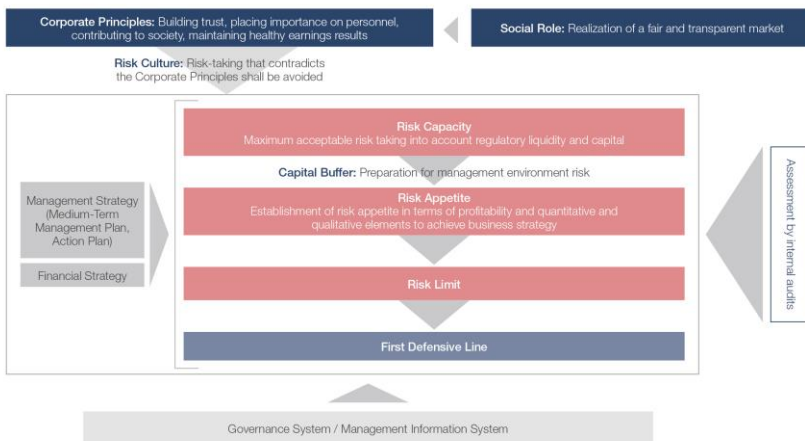 Corporate Principles: Building trust, placing importance on personnel,
contributing to society, maintaining healthy earnings results
Social Role: Realization of a fair and transparent market
Risk Culture: Risk-taking that contradicts
the Corporate Principles shall be avoided
Risk Capacity
Maximum acceptable risk taking into account regulatory liquidity and capital
Capital Buffer: Preparation for management environment risk
Risk Appetite
Establishment of risk appetite in terms of profitability and quantitative and
qualitative elements to achieve business strategy
Management Strategy
(Medium-Term
Management Plan,
Action Plan)
Financial Strategy
Risk Limit
First Defensive Line
Assessment by internal audits
Governance System / Management Information System